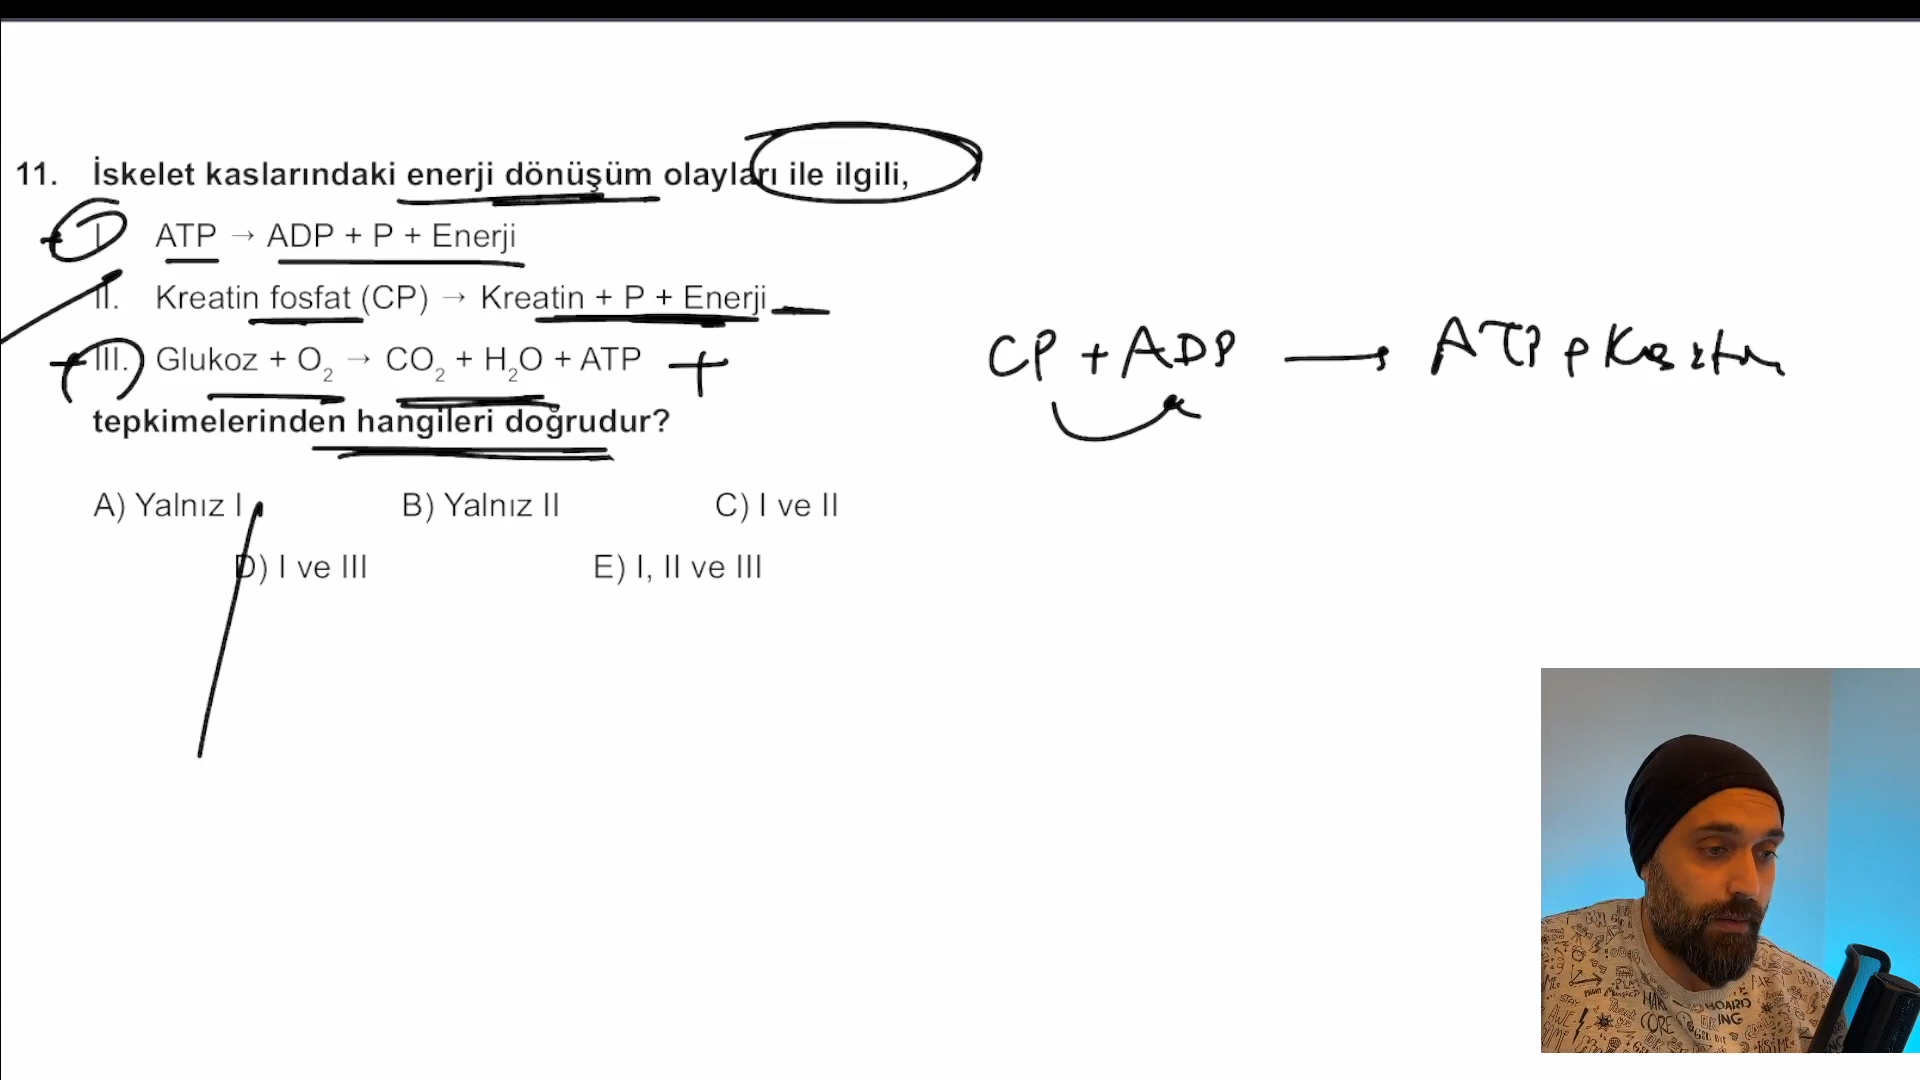 11. İskelet kaslarındaki enerji dönüşüm olayları ile ilgili,
I. ATP → ADP + P + Enerji
II. Kreatin fosfat (CP) → Kreatin + P + Enerji
III. Glukoz + O₂ → CO₂ + H₂O + ATP
tepkimelerinden hangileri doğrudur?
A) Yalnız I B) Yalnız II C) I ve II
D) I ve III E) I, II ve III
CP + ADP → ATP
BOARD
CORE